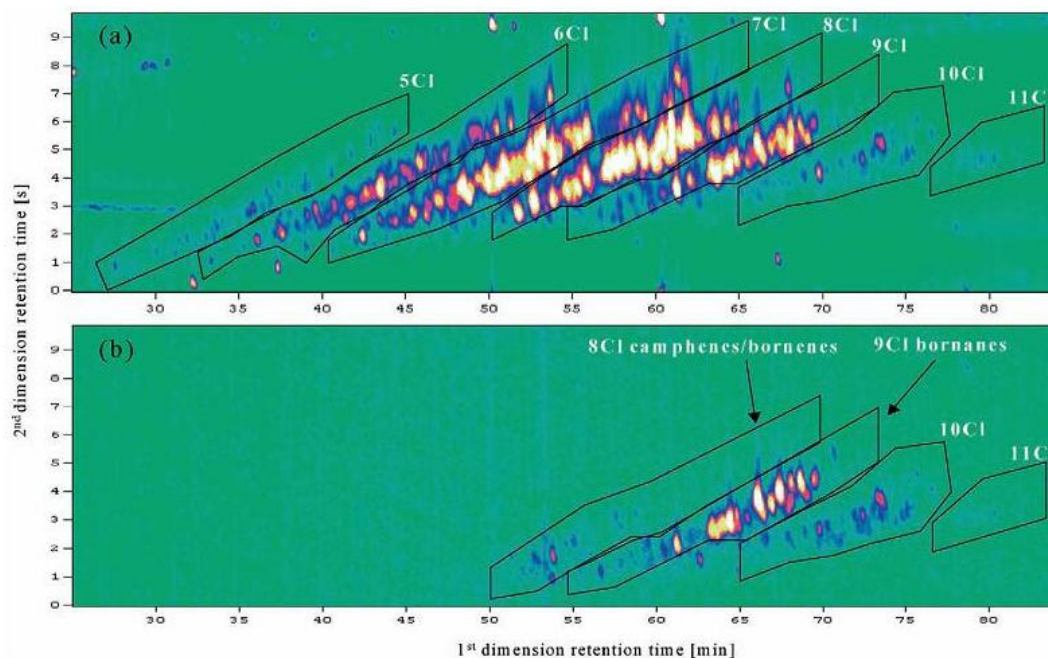 (a)
5Cl
6Cl
7Cl
8Cl
9Cl
10Cl
11C
9
8
7
6
5
4
3
2
1
0
30 35 40 45 50 55 60 65 70 75 80
2nd dimension retention time [s]
(b)
8Cl camphenes/bornenes
9Cl bornanes
10Cl
11C
9
8
7
6
5
4
3
2
1
0
30 35 40 45 50 55 60 65 70 75 80
1st dimension retention time [min]